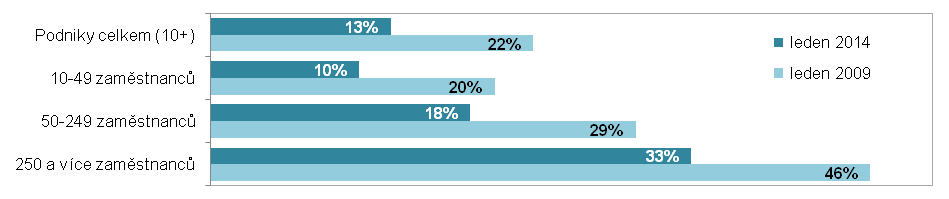 Podniky celkem (10+)
13%
22%
10-49 zaměstnanců
10%
20%
50-249 zaměstnanců
18%
29%
250 a více zaměstnanců
33%
46%
leden 2014
leden 2009